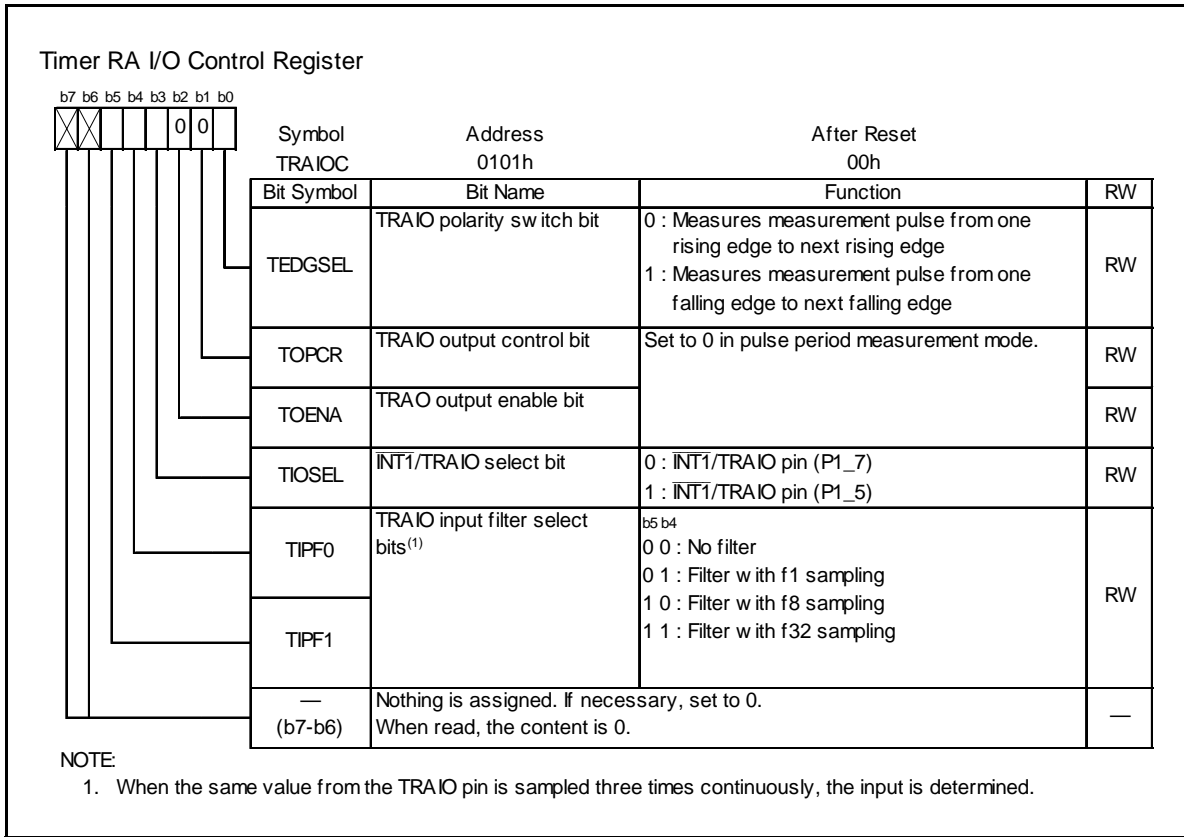 Timer RA I/O Control Register
b7 b6 b5 b4 b3 b2 b1 b0
0 0
Symbol Address After Reset
TRAIOC 0101h 00h
Bit Symbol Bit Name Function RW
TEDGSEL TRAIO polarity switch bit 0 : Measures measurement pulse from one
rising edge to next rising edge
1 : Measures measurement pulse from one
falling edge to next falling edge
RW
TOPCR TRAIO output control bit Set to 0 in pulse period measurement mode. RW
TOENA TRAO output enable bit RW
TIOSEL INT1/TRAIO select bit 0 : INT1/TRAIO pin (P1_7)
1 : INT1/TRAIO pin (P1_5)
RW
TIPF0 TRAIO input filter select
bits(1)
b5 b4
0 0 : No filter
0 1 : Filter with f1 sampling
1 0 : Filter with f8 sampling
1 1 : Filter with f32 sampling
RW
TIPF1
—
(b7-b6)
Nothing is assigned. If necessary, set to 0.
When read, the content is 0.
—
NOTE:
1. When the same value from the TRAIO pin is sampled three times continuously, the input is determined.